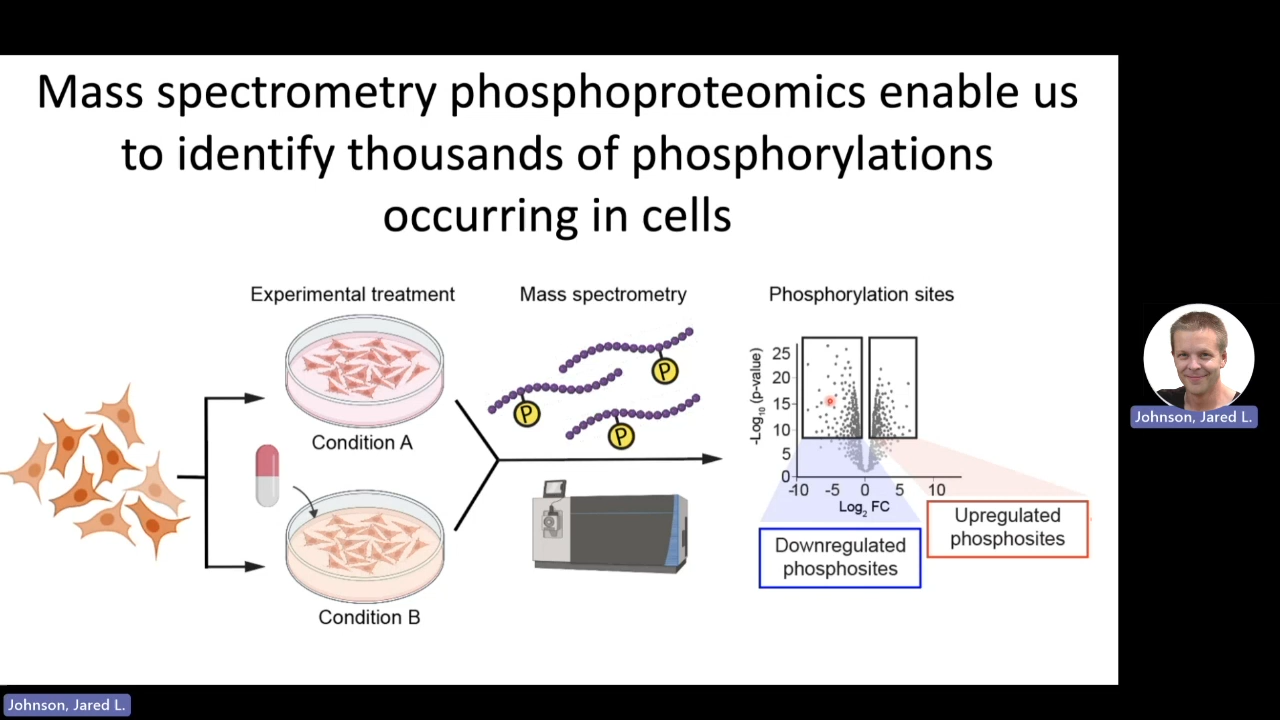 Mass spectrometry phosphoproteomics enable us
to identify thousands of phosphorylations
occurring in cells
Experimental treatment
Condition A
Condition B
Mass spectrometry
P
P
P
Phosphorylation sites
-Log10 (p-value)
25
20
15
10
5
0
-10 -5 0 5 10
Log2 FC
Downregulated
phosphosites
Upregulated
phosphosites
Johnson, Jared L.
Johnson, Jared L.